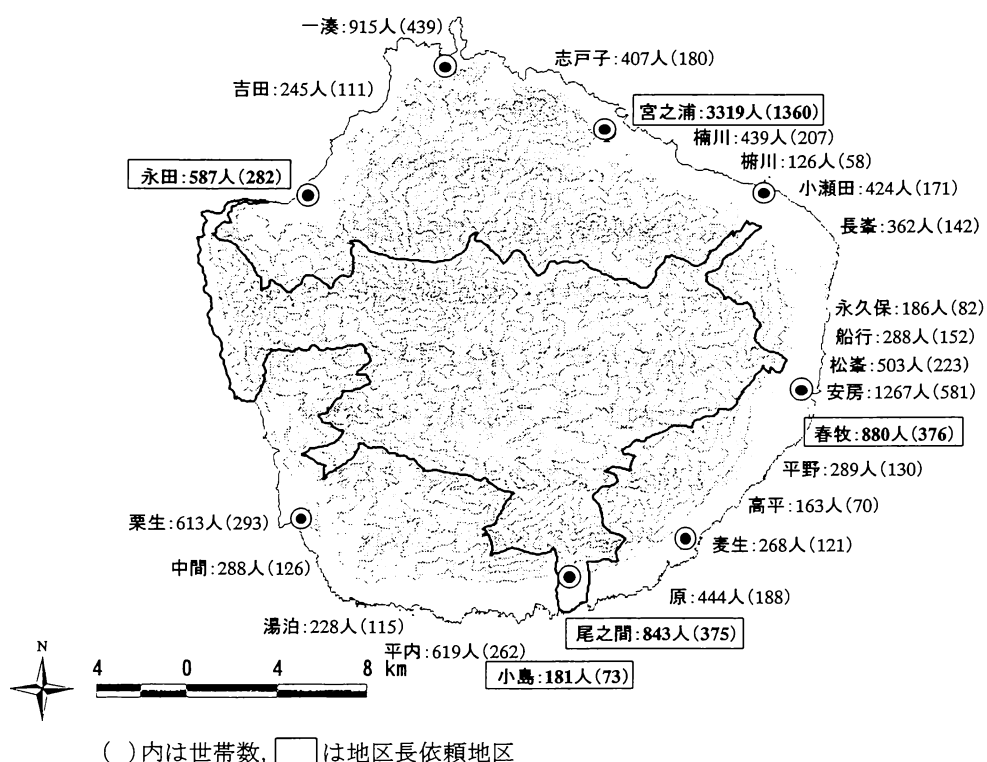 一湊:915人(439)
志戸子:407人(180)
吉田:245人(111)
宮之浦:3319人(1360)
楠川:439人(207)
椨川:126人(58)
永田:587人(282)
小瀬田:424人(171)
長峯:362人(142)
永久保:186人(82)
船行:288人(152)
松峯:503人(223)
安房:1267人(581)
春牧:880人(376)
平野:289人(130)
高平:163人(70)
栗生:613人(293)
麦生:268人(121)
中間:288人(126)
原:444人(188)
湯泊:228人(115)
尾之間:843人(375)
平内:619人(262)
小島:181人(73)
N
4 0 4 8
km
( )内は世帯数, は地区長依頼地区